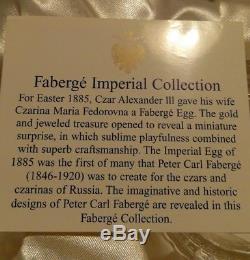 Fabergé Imperial Collection
For Easter 1885, Czar Alexander lll gave his wife
Czarina Maria Fedorovna a Fabergé Egg. The gold
and jeweled treasure opened to reveal a miniature
surprise, in which sublime playfulness combined
with superb craftsmanship. The Imperial Egg of
1885 was the first of many that Peter Carl Fabergé
(1846-1920) was to create for the czars and
czarinas of Russia. The imaginative and historic
designs of Peter Carl Fabergé are revealed in this
Fabergé Collection.